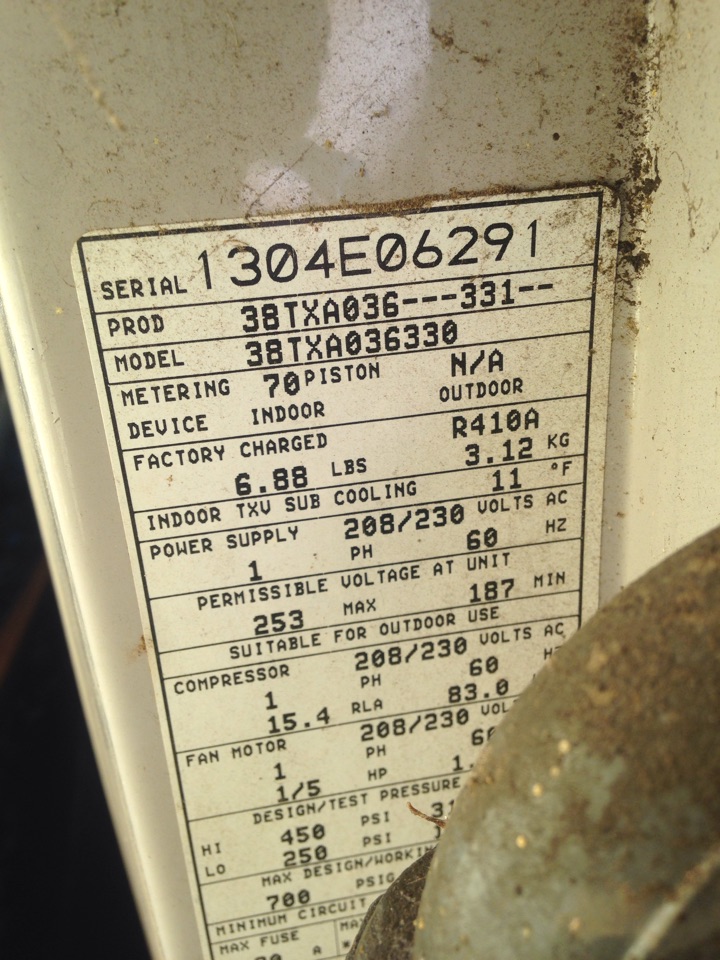 SERIAL 1304E06291
PROD 38TXA036---331--
MODEL 38TXA036330
METERING 70 PISTON N/A
DEVICE INDOOR OUTDOOR
FACTORY CHARGED R410A
6.88 LBS 3.12 KG
INDOOR TXV SUB COOLING 11 °F
POWER SUPPLY 208/230 VOLTS AC
1 PH 60 HZ
PERMISSIBLE VOLTAGE AT UNIT
253 MAX 187 MIN
SUITABLE FOR OUTDOOR USE
COMPRESSOR 208/230 VOLTS AC
1 PH 60
15.4 RLA 83.0
FAN MOTOR 208/230
1 PH
1/5 HP
DESIGN/TEST PRESSURE
HI 450 PSI
LO 250 PSI
MAX
700 PSIG
MINIMUM CIRCUIT
MAX FUSE
A